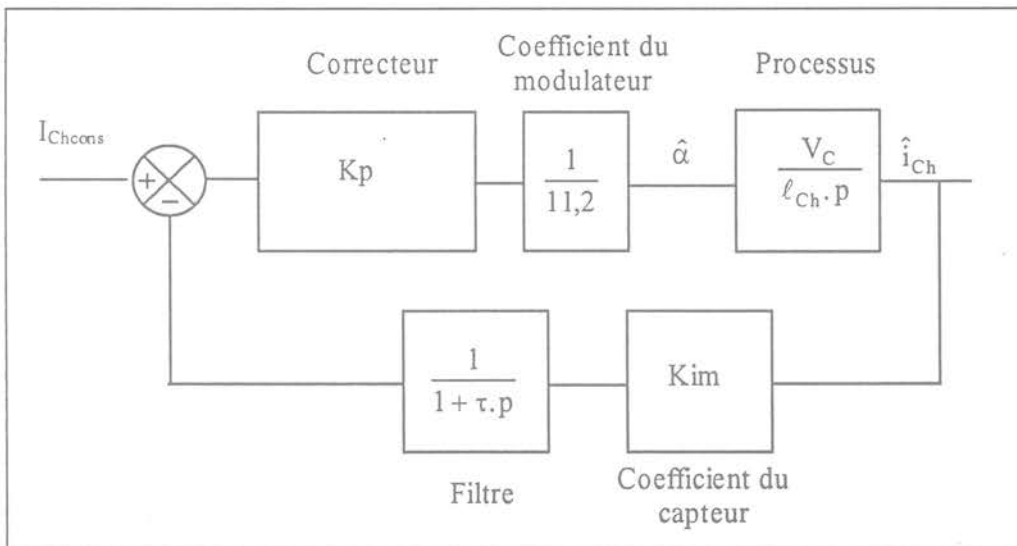 Correcteur
Coefficient du
modulateur
Processus
I_Chcons
+
−
Kp
1
11,2
α̂
V_C
ℓ_Ch . p
î_Ch
1
1 + τ.p
Kim
Filtre
Coefficient du
capteur